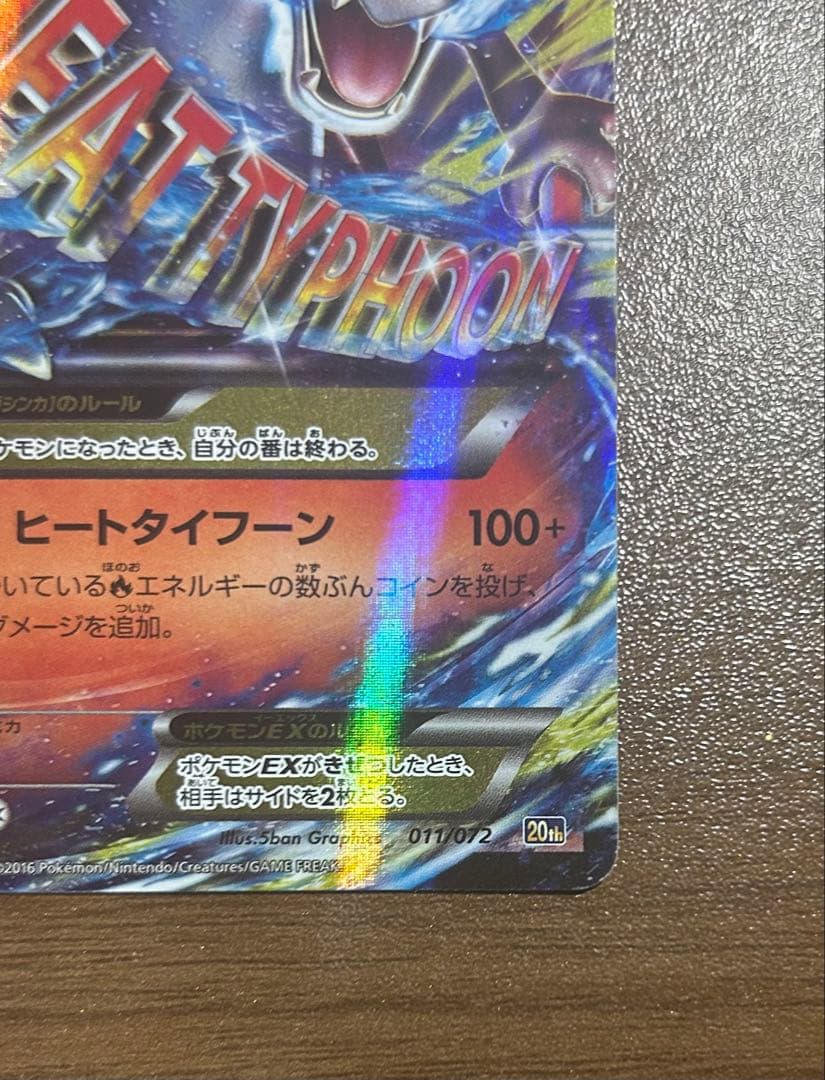 EAT TYPHOON
シンカ]のルール
ケモンになったとき、自分の番は終わる。
ヒートタイフーン 100+
いている🔥エネルギーの数ぶんコインを投げ、
ダメージを追加。
ポケモンEXのル
ポケモンEXがきぜつしたとき、
相手はサイドを2枚とる。
Illus.5ban Graphics 011/072 20th
©2016 Pokémon/Nintendo/Creatures/GAME FREAK